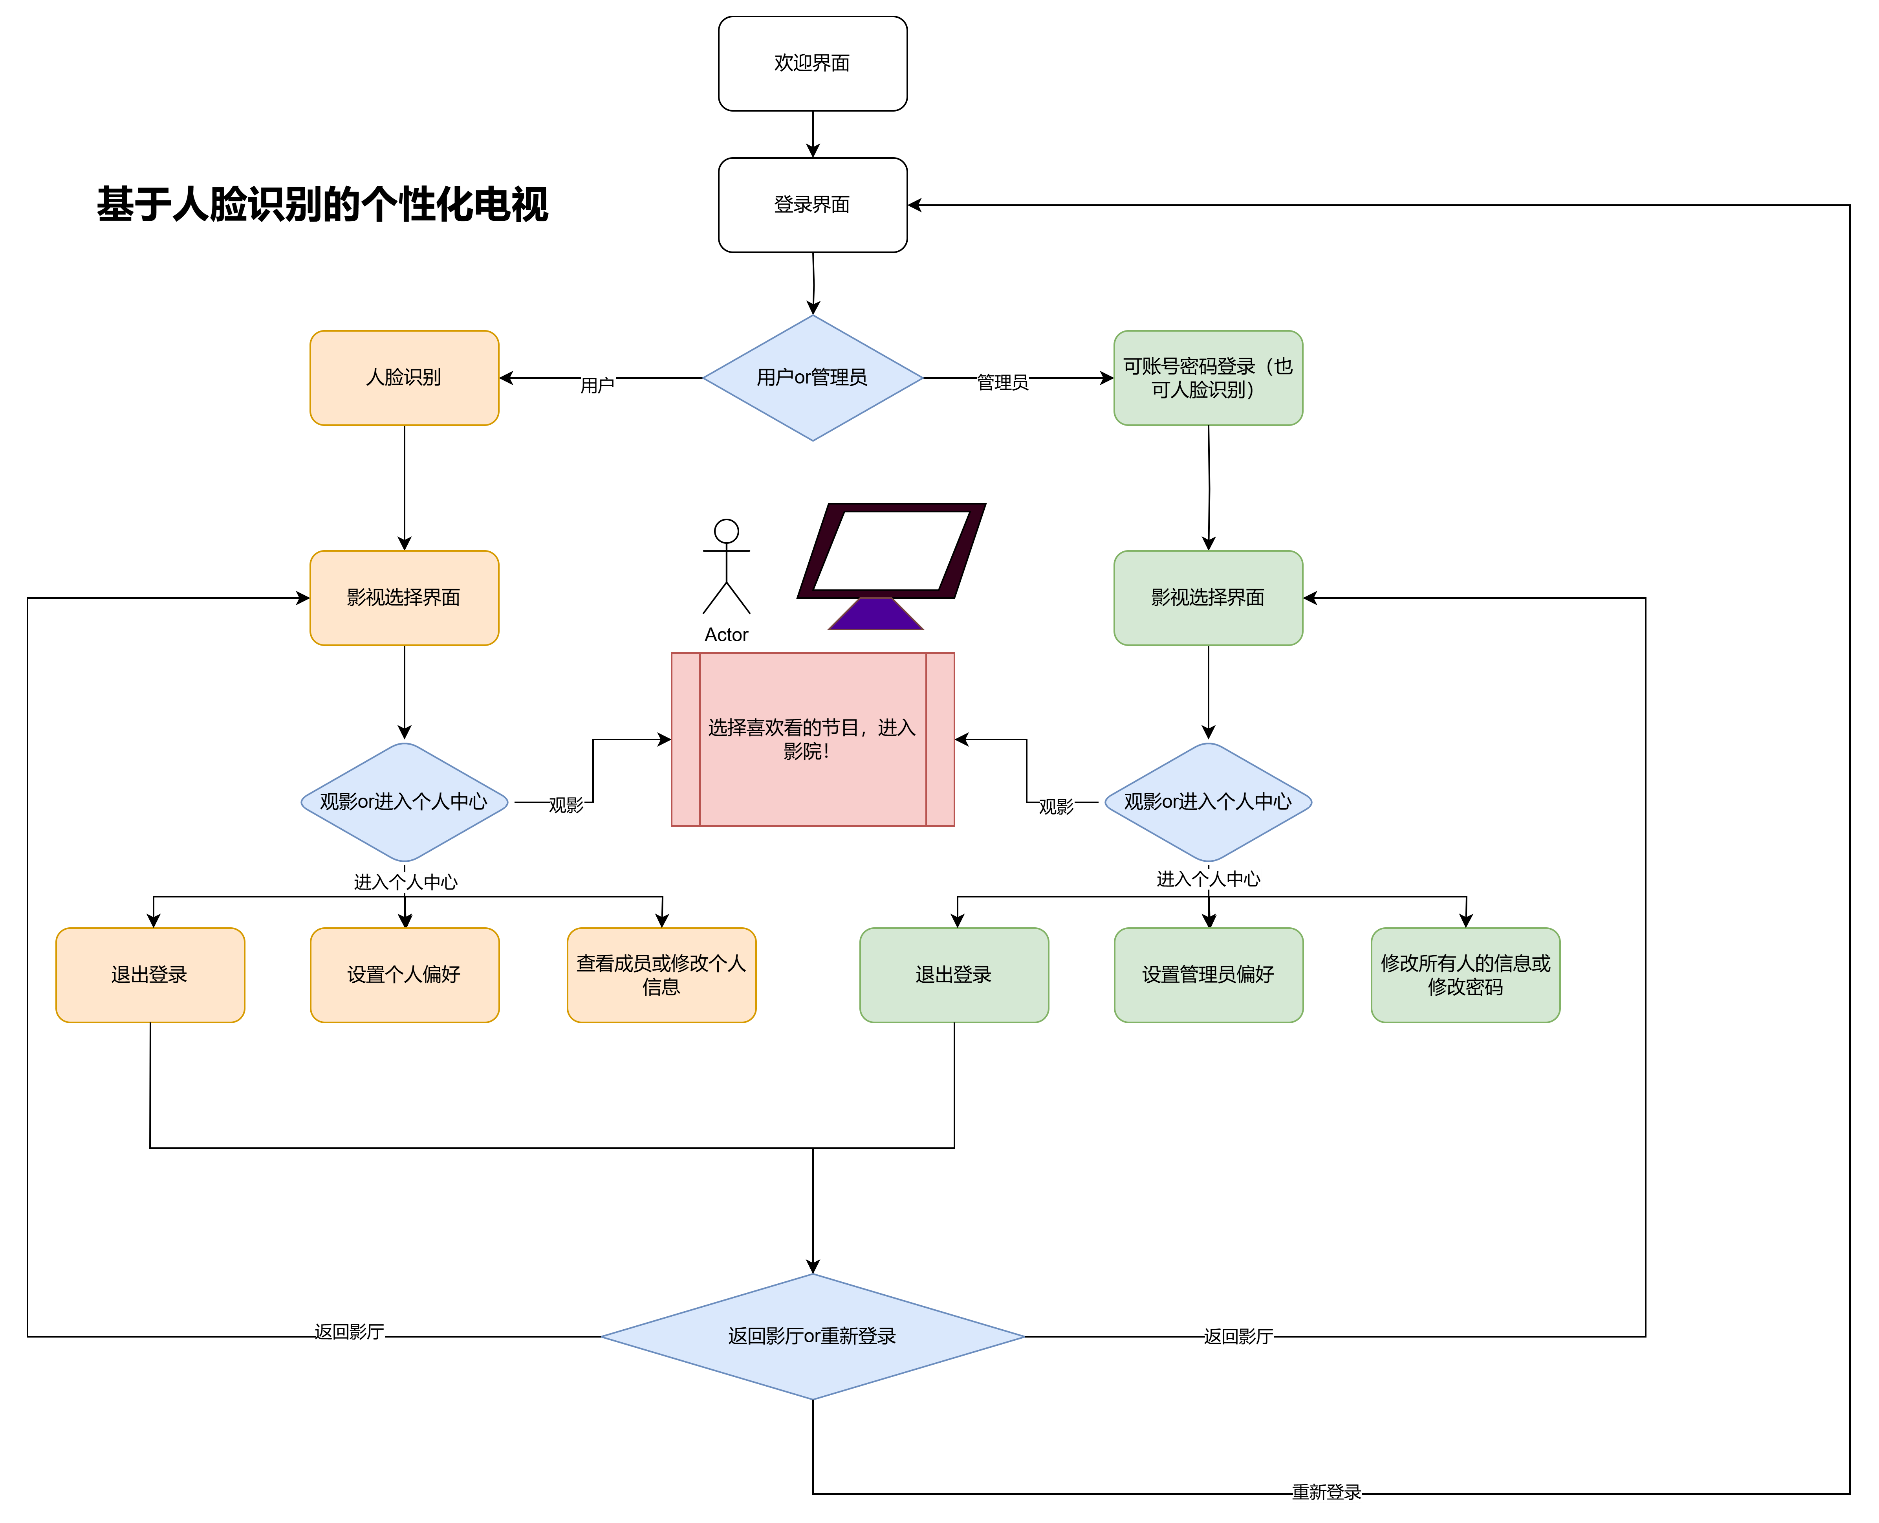 欢迎界面
基于人脸识别的个性化电视
登录界面
人脸识别
用户
用户or管理员
管理员
可账号密码登录（也
可人脸识别）
影视选择界面
Actor
影视选择界面
选择喜欢看的节目，进入
影院！
观影or进入个人中心
观影
观影
观影or进入个人中心
进入个人中心
进入个人中心
退出登录
设置个人偏好
查看成员或修改个人
信息
退出登录
设置管理员偏好
修改所有人的信息或
修改密码
返回影厅
返回影厅or重新登录
返回影厅
重新登录